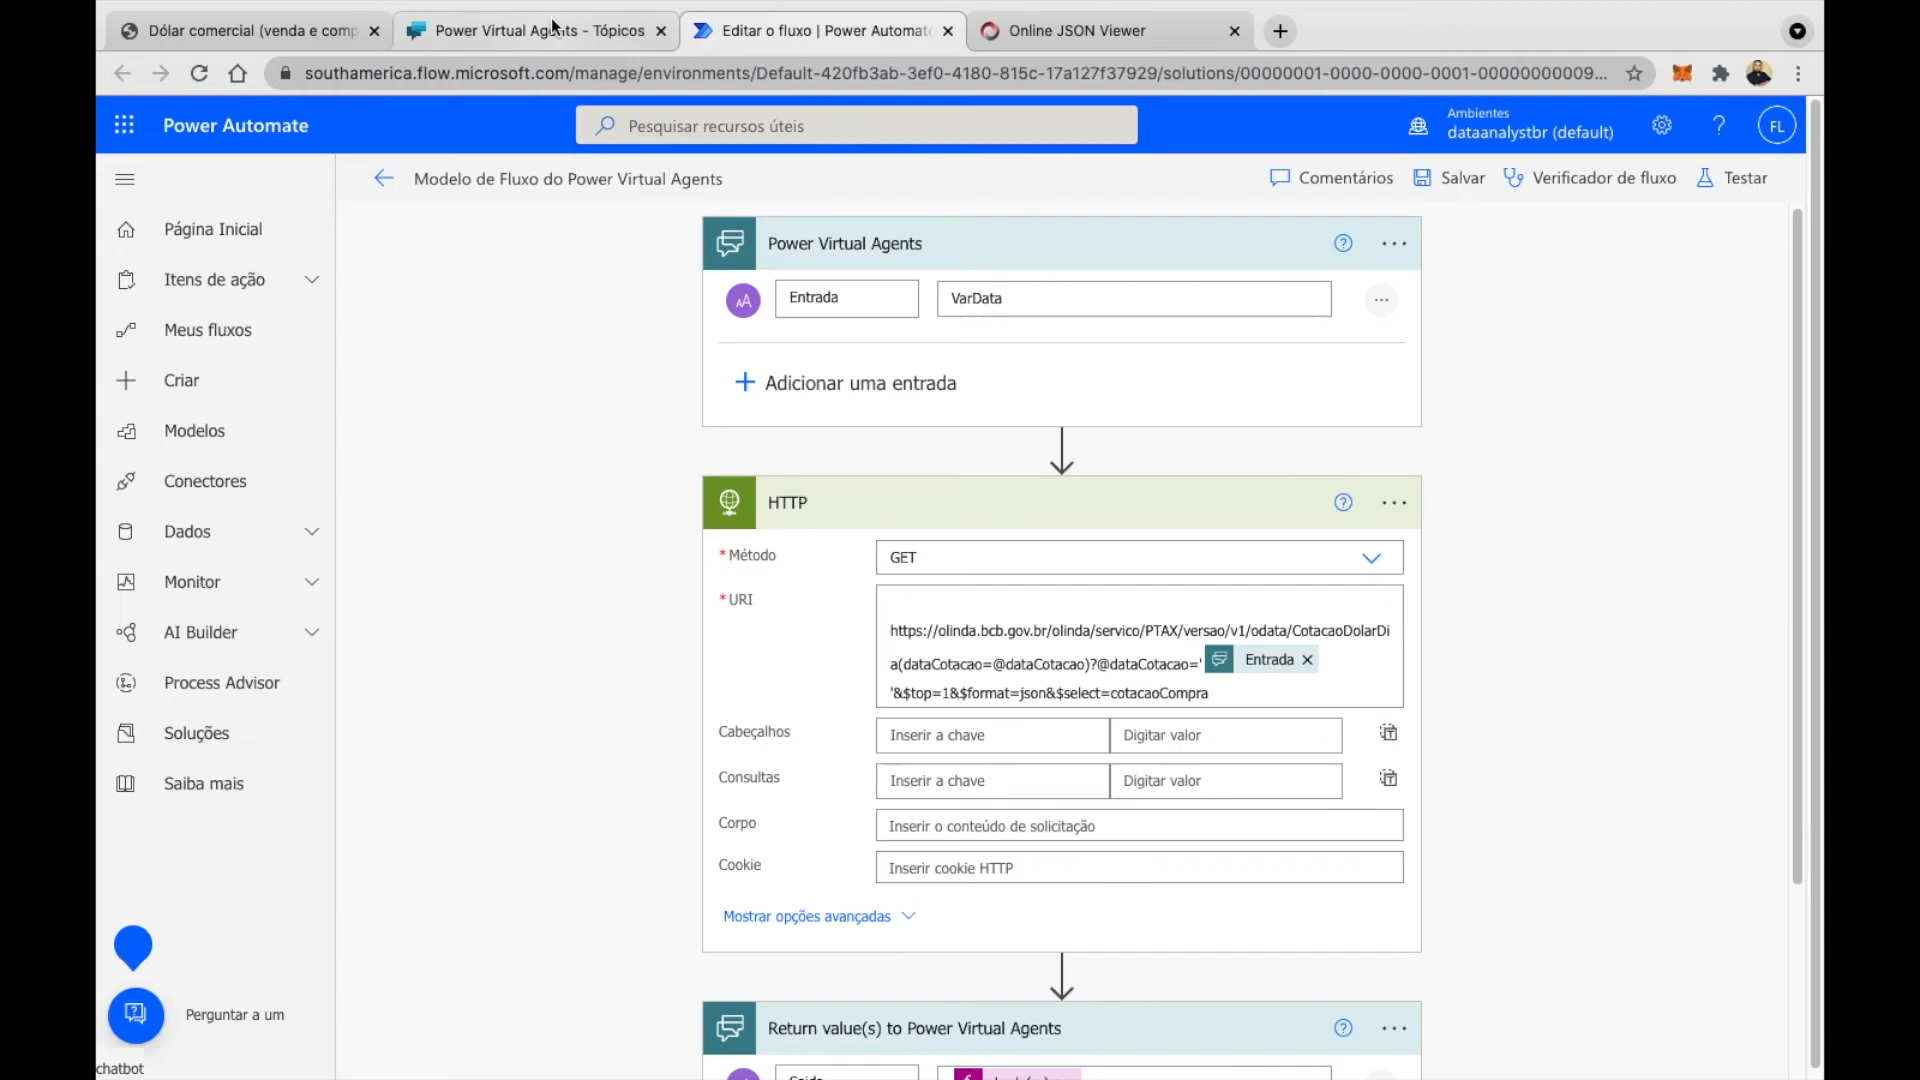 Dólar comercial (venda e comp
Power Virtual Agents - Tópicos
Editar o fluxo | Power Automate
Online JSON Viewer
southamerica.flow.microsoft.com/manage/environments/Default-420fb3ab-3ef0-4180-815c-17a127f37929/solutions/00000001-0000-0000-0001-00000000009...
Power Automate
Pesquisar recursos úteis
Ambientes
dataanalystbr (default)
FL
Modelo de Fluxo do Power Virtual Agents
Comentários
Salvar
Verificador de fluxo
Testar
Página Inicial
Itens de ação
Meus fluxos
Criar
Modelos
Conectores
Dados
Monitor
AI Builder
Process Advisor
Soluções
Saiba mais
Perguntar a um
chatbot
Power Virtual Agents
Entrada
VarData
Adicionar uma entrada
HTTP
* Método
GET
* URI
https://olinda.bcb.gov.br/olinda/servico/PTAX/versao/v1/odata/CotacaoDolarDi
a(dataCotacao=@dataCotacao)?@dataCotacao=' Entrada
'&$top=1&$format=json&$select=cotacaoCompra
Cabeçalhos
Inserir a chave
Digitar valor
Consultas
Inserir a chave
Digitar valor
Corpo
Inserir o conteúdo de solicitação
Cookie
Inserir cookie HTTP
Mostrar opções avançadas
Return value(s) to Power Virtual Agents